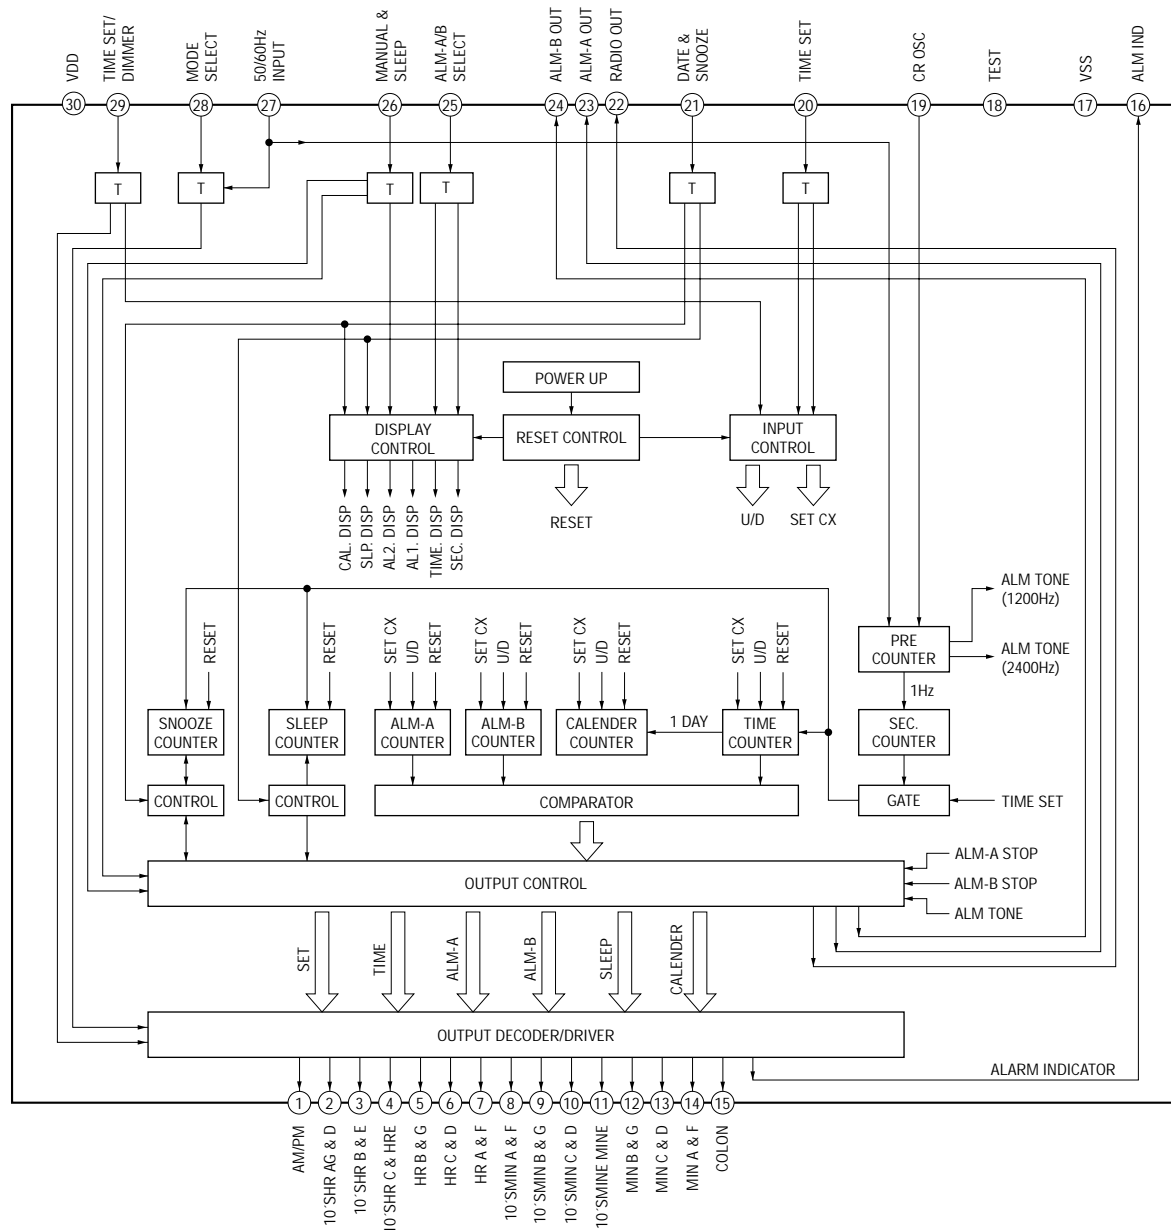 VDD
TIME SET/
DIMMER
MODE
SELECT
50/60Hz
INPUT
MANUAL &
SLEEP
ALM-A/B
SELECT
ALM-B OUT
ALM-A OUT
RADIO OUT
DATE &
SNOOZE
TIME SET
CR OSC
TEST
VSS
ALM IND
30
29
28
27
26
25
24
23
22
21
20
19
18
17
16
T
T
T
T
T
T
POWER UP
DISPLAY
CONTROL
RESET CONTROL
INPUT
CONTROL
RESET
U/D
SET CX
CAL. DISP
SLP. DISP
AL2. DISP
AL1. DISP
TIME. DISP
SEC. DISP
ALM TONE
(1200Hz)
PRE
COUNTER
ALM TONE
(2400Hz)
1Hz
RESET
RESET
SET CX
U/D
RESET
SET CX
U/D
RESET
SET CX
U/D
RESET
SET CX
U/D
RESET
SNOOZE
COUNTER
SLEEP
COUNTER
ALM-A
COUNTER
ALM-B
COUNTER
CALENDER
COUNTER
1 DAY
TIME
COUNTER
SEC.
COUNTER
CONTROL
CONTROL
COMPARATOR
GATE
TIME SET
OUTPUT CONTROL
ALM-A STOP
ALM-B STOP
ALM TONE
SET
TIME
ALM-A
ALM-B
SLEEP
CALENDER
OUTPUT DECODER/DRIVER
ALARM INDICATOR
1
2
3
4
5
6
7
8
9
10
11
12
13
14
15
AM/PM
10´SHR AG & D
10´SHR B & E
10´SHR C & HRE
HR B & G
HR C & D
HR A & F
10´SMIN A & F
10´SMIN B & G
10´SMIN C & D
10´SMINE MINE
MIN B & G
MIN C & D
MIN A & F
COLON